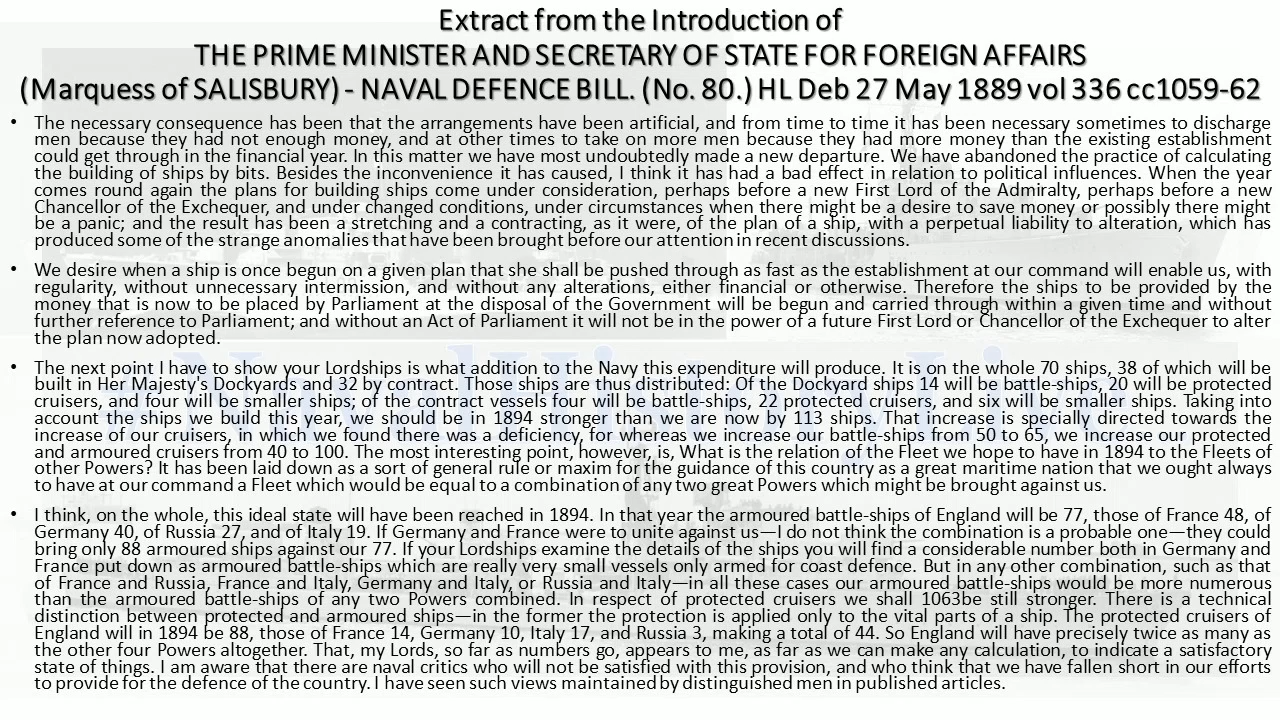 Extract from the Introduction of
THE PRIME MINISTER AND SECRETARY OF STATE FOR FOREIGN AFFAIRS
(Marquess of SALISBURY) - NAVAL DEFENCE BILL. (No. 80.) HL Deb 27 May 1889 vol 336 cc1059-62
• The necessary consequence has been that the arrangements have been artificial, and from time to time it has been necessary sometimes to discharge
men because they had not enough money, and at other times to take on more men because they had more money than the existing establishment
could get through in the financial year. In this matter we have most undoubtedly made a new departure. We have abandoned the practice of calculating
the building of ships by bits. Besides the inconvenience it has caused, I think it has had a bad effect in relation to political influences. When the year
comes round again the plans for building ships come under consideration, perhaps before a new First Lord of the Admiralty, perhaps before a new
Chancellor of the Exchequer, and under changed conditions, under circumstances when there might be a desire to save money or possibly there might
be a panic; and the result has been a stretching and a contracting, as it were, of the plan of a ship, with a perpetual liability to alteration, which has
produced some of the strange anomalies that have been brought before our attention in recent discussions.
• We desire when a ship is once begun on a given plan that she shall be pushed through as fast as the establishment at our command will enable us, with
regularity, without unnecessary intermission, and without any alterations, either financial or otherwise. Therefore the ships to be provided by the
money that is now to be placed by Parliament at the disposal of the Government will be begun and carried through within a given time and without
further reference to Parliament; and without an Act of Parliament it will not be in the power of a future First Lord or Chancellor of the Exchequer to alter
the plan now adopted.
• The next point I have to show your Lordships is what addition to the Navy this expenditure will produce. It is on the whole 70 ships, 38 of which will be
built in Her Majesty's Dockyards and 32 by contract. Those ships are thus distributed: Of the Dockyard ships 14 will be battle-ships, 20 will be protected
cruisers, and four will be smaller ships; of the contract vessels four will be battle-ships, 22 protected cruisers, and six will be smaller ships. Taking into
account the ships we build this year, we should be in 1894 stronger than we are now by 113 ships. That increase is specially directed towards the
increase of our cruisers, in which we found there was a deficiency, for whereas we increase our battle-ships from 50 to 65, we increase our protected
and armoured cruisers from 40 to 100. The most interesting point, however, is, What is the relation of the Fleet we hope to have in 1894 to the Fleets of
other Powers? It has been laid down as a sort of general rule or maxim for the guidance of this country as a great maritime nation that we ought always
to have at our command a Fleet which would be equal to a combination of any two great Powers which might be brought against us.
• I think, on the whole, this ideal state will have been reached in 1894. In that year the armoured battle-ships of England will be 77, those of France 48, of
Germany 40, of Russia 27, and of Italy 19. If Germany and France were to unite against us—I do not think the combination is a probable one—they could
bring only 88 armoured ships against our 77. If your Lordships examine the details of the ships you will find a considerable number both in Germany and
France put down as armoured battle-ships which are really very small vessels only armed for coast defence. But in any other combination, such as that
of France and Russia, France and Italy, Germany and Italy, or Russia and Italy—in all these cases our armoured battle-ships would be more numerous
than the armoured battle-ships of any two Powers combined. In respect of protected cruisers we shall 1063be still stronger. There is a technical
distinction between protected and armoured ships—in the former the protection is applied only to the vital parts of a ship. The protected cruisers of
England will in 1894 be 88, those of France 14, Germany 10, Italy 17, and Russia 3, making a total of 44. So England will have precisely twice as many as
the other four Powers altogether. That, my Lords, so far as numbers go, appears to me, as far as we can make any calculation, to indicate a satisfactory
state of things. I am aware that there are naval critics who will not be satisfied with this provision, and who think that we have fallen short in our efforts
to provide for the defence of the country. I have seen such views maintained by distinguished men in published articles.